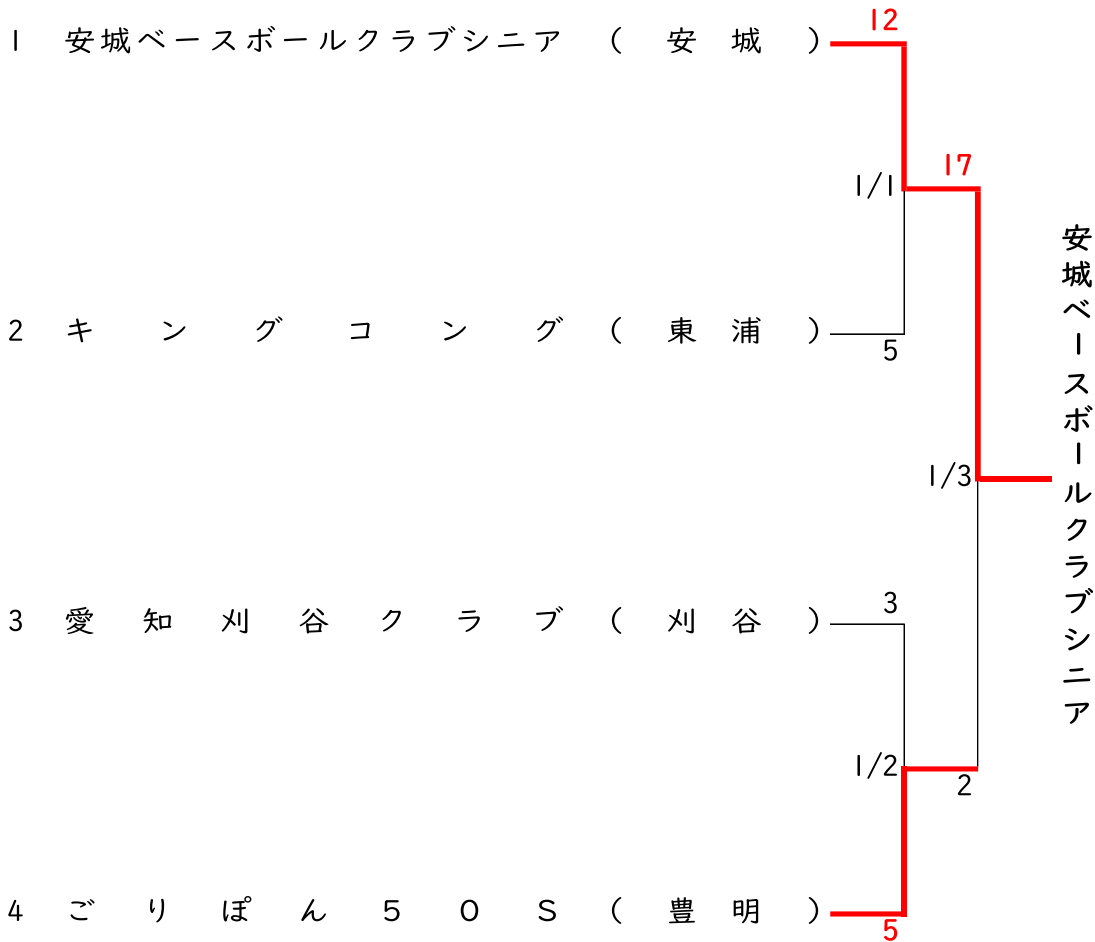 1 安城ベースボールクラブシニア (安城) 12
17
1/1
2 キングコング (東浦) 5
安城ベースボールクラブシニア
1/3
3 愛知刈谷クラブ (刈谷) 3
1/2
2
4 ごりぽん50S (豊明) 5